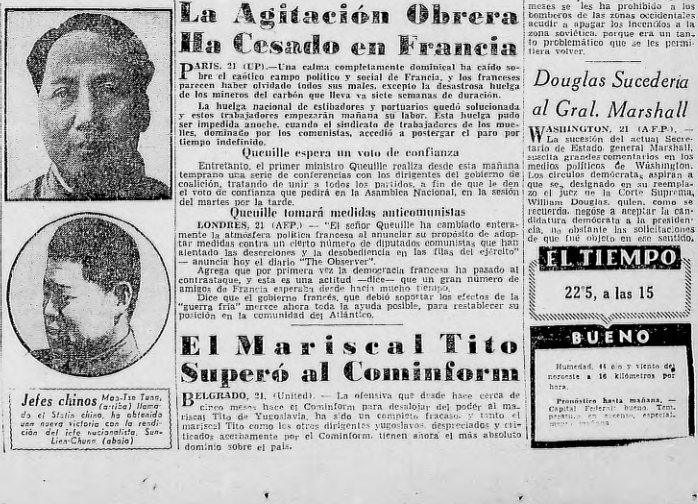 Jefes chinos Mao-Tse Tung,
(arriba) llama-
do el Stalin chino, ha obtenido
una nueva victoria con la rendi-
ción del jefe nacionalista, Sun-
Lien-Chung (abajo)
La Agitación Obrera
Ha Cesado en Francia
PARIS, 21 (UP).—Una calma completamente dominical ha caído so-
bre el caótico campo político y social de Francia, y los franceses
parecen haber olvidado todos sus males, excepto la desastrosa huelga
de los mineros del carbón que lleva ya siete semanas de duración.
La huelga nacional de estibadores y portuarios quedó solucionada
y estos trabajadores empezarán mañana su labor. Esta huelga pudo
ser impedida anoche, cuando el sindicato de trabajadores de los mue-
lles, dominado por los comunistas, accedió a postergar el paro por
tiempo indefinido.
Queuille espera un voto de confianza
Entretanto, el primer ministro Queuille realiza desde esta mañana
temprano una serie de conferencias con los dirigentes del gobierno de
coalición, tratando de unir a todos los partidos, a fin de que le den
el voto de confianza que pedirá en la Asamblea Nacional, en la sesión
del martes por la tarde.
Queuille tomará medidas anticomunistas
LONDRES, 21 (AFP.) — "El señor Queuille ha cambiado entera-
mente la atmósfera política francesa al anunciar su propósito de adop-
tar medidas contra un cierto número de diputados comunistas que han
alentado las deserciones y la desobediencia en las filas del ejército"
— anuncia hoy el diario "The Observer".
Agrega que por primera vez la democracia francesa ha pasado al
contraataque, y esta es una actitud —dice— que un gran número de
amigos de Francia esperaba desde hacía mucho tiempo.
Dice que el gobierno francés, que debió soportar los efectos de la
"guerra fría" merece ahora toda la ayuda posible, para restablecer su
posición en la comunidad del Atlántico.
El Mariscal Tito
Superó al Cominform
BELGRADO, 21. (United). — La ofensiva que desde hace cerca de
cinco meses hace el Cominform para desalojar del poder al ma-
riscal Tito de Yugoslavia, ha sido un completo fracaso y tanto el
mariscal Tito como los otros dirigentes yugoslavos, despreciados y cri-
ticados acerbamente por el Cominform, tienen ahora el más absoluto
dominio sobre el país.
meses se les ha prohibido a los
bomberos de las zonas occidentales
acudir a apagar los incendios a la
zona soviética, porque era un tan-
to problemático que se les permi-
tiera volver.
Douglas Sucedería
al Gral. Marshall
WASHINGTON, 21 (A.F.P.). —
La sucesión del actual Secre-
tario de Estado general Marshall,
suscita grandes comentarios en los
medios políticos de Wáshington.
Los círculos demócratas aspiran a
que sea designado en su reempla-
zo el juez de la Corte Suprema,
William Douglas, quien, como se
recuerda, negóse a aceptar la can-
didatura demócrata a la presiden-
cia, no obstante las solicitaciones
de que fué objeto en ese sentido.
EL TIEMPO
22'5, a las 15
BUENO
Humedad, 44 o|o y viento de
noroeste a 16 kilómetros por
hora.
Pronóstico hasta mañana, —
Capital Federal: bueno. Tem-
peratura en ascenso, especial-
mente mañana